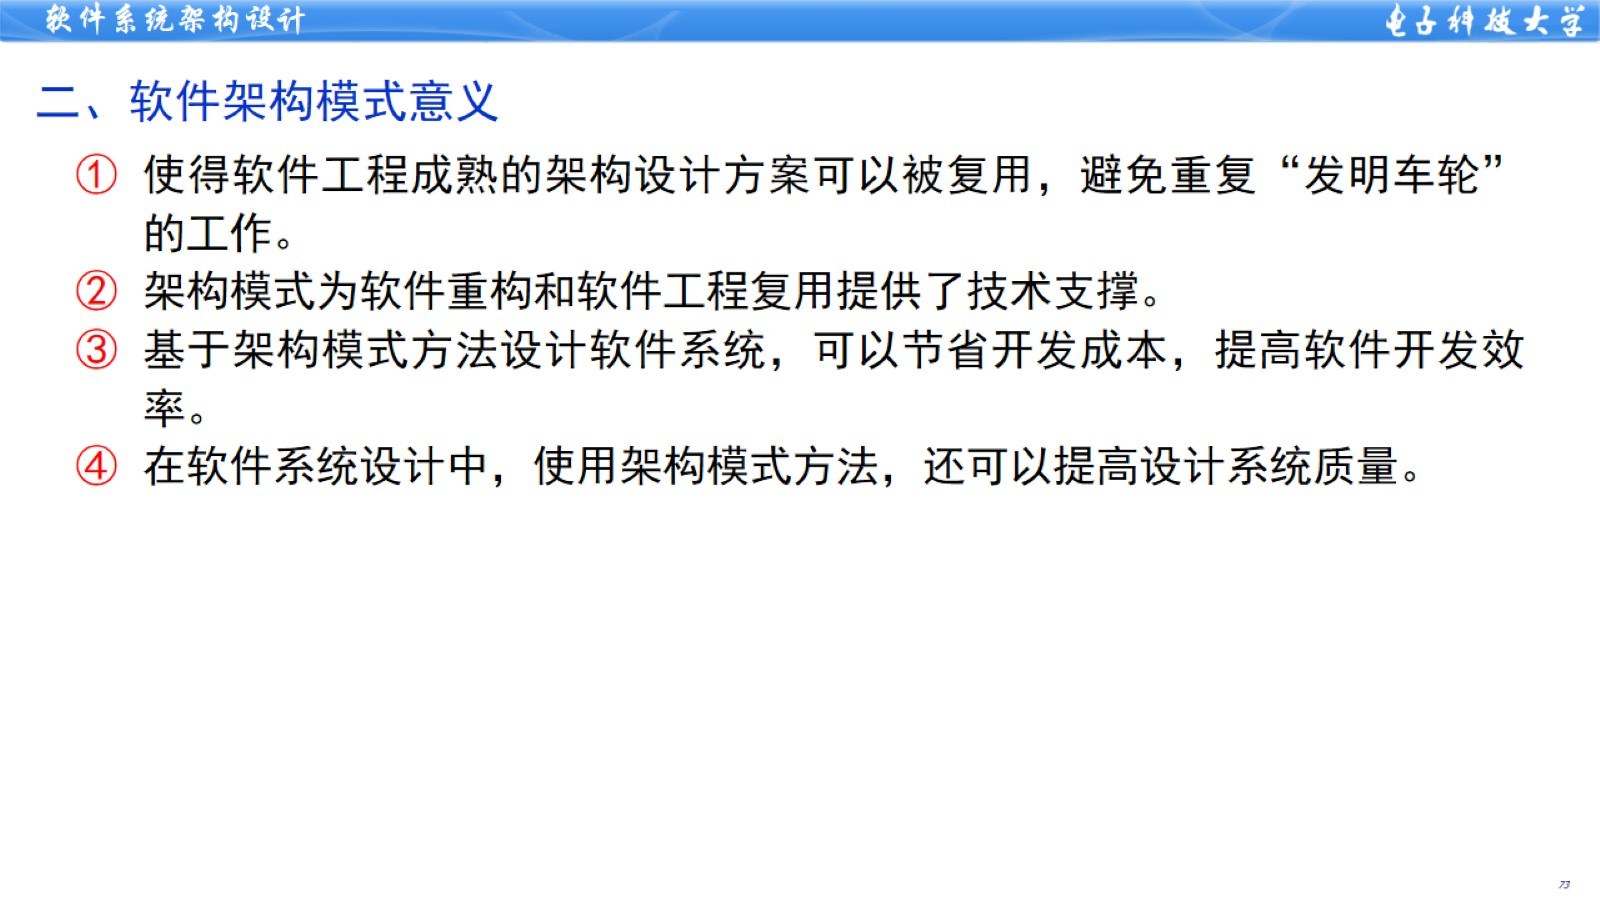 软件系统架构设计
电子科技大学
二、软件架构模式意义
① 使得软件工程成熟的架构设计方案可以被复用，避免重复“发明车轮”
的工作。
② 架构模式为软件重构和软件工程复用提供了技术支撑。
③ 基于架构模式方法设计软件系统，可以节省开发成本，提高软件开发效
率。
④ 在软件系统设计中，使用架构模式方法，还可以提高设计系统质量。
73